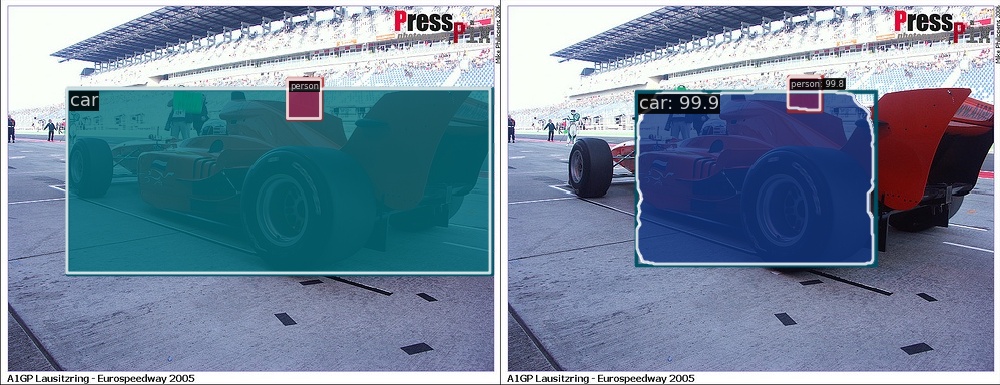 Press
car
person
A1GP Lausitzring - Eurospeedway 2005
Press
car: 99.9
person: 99.8
A1GP Lausitzring - Eurospeedway 2005